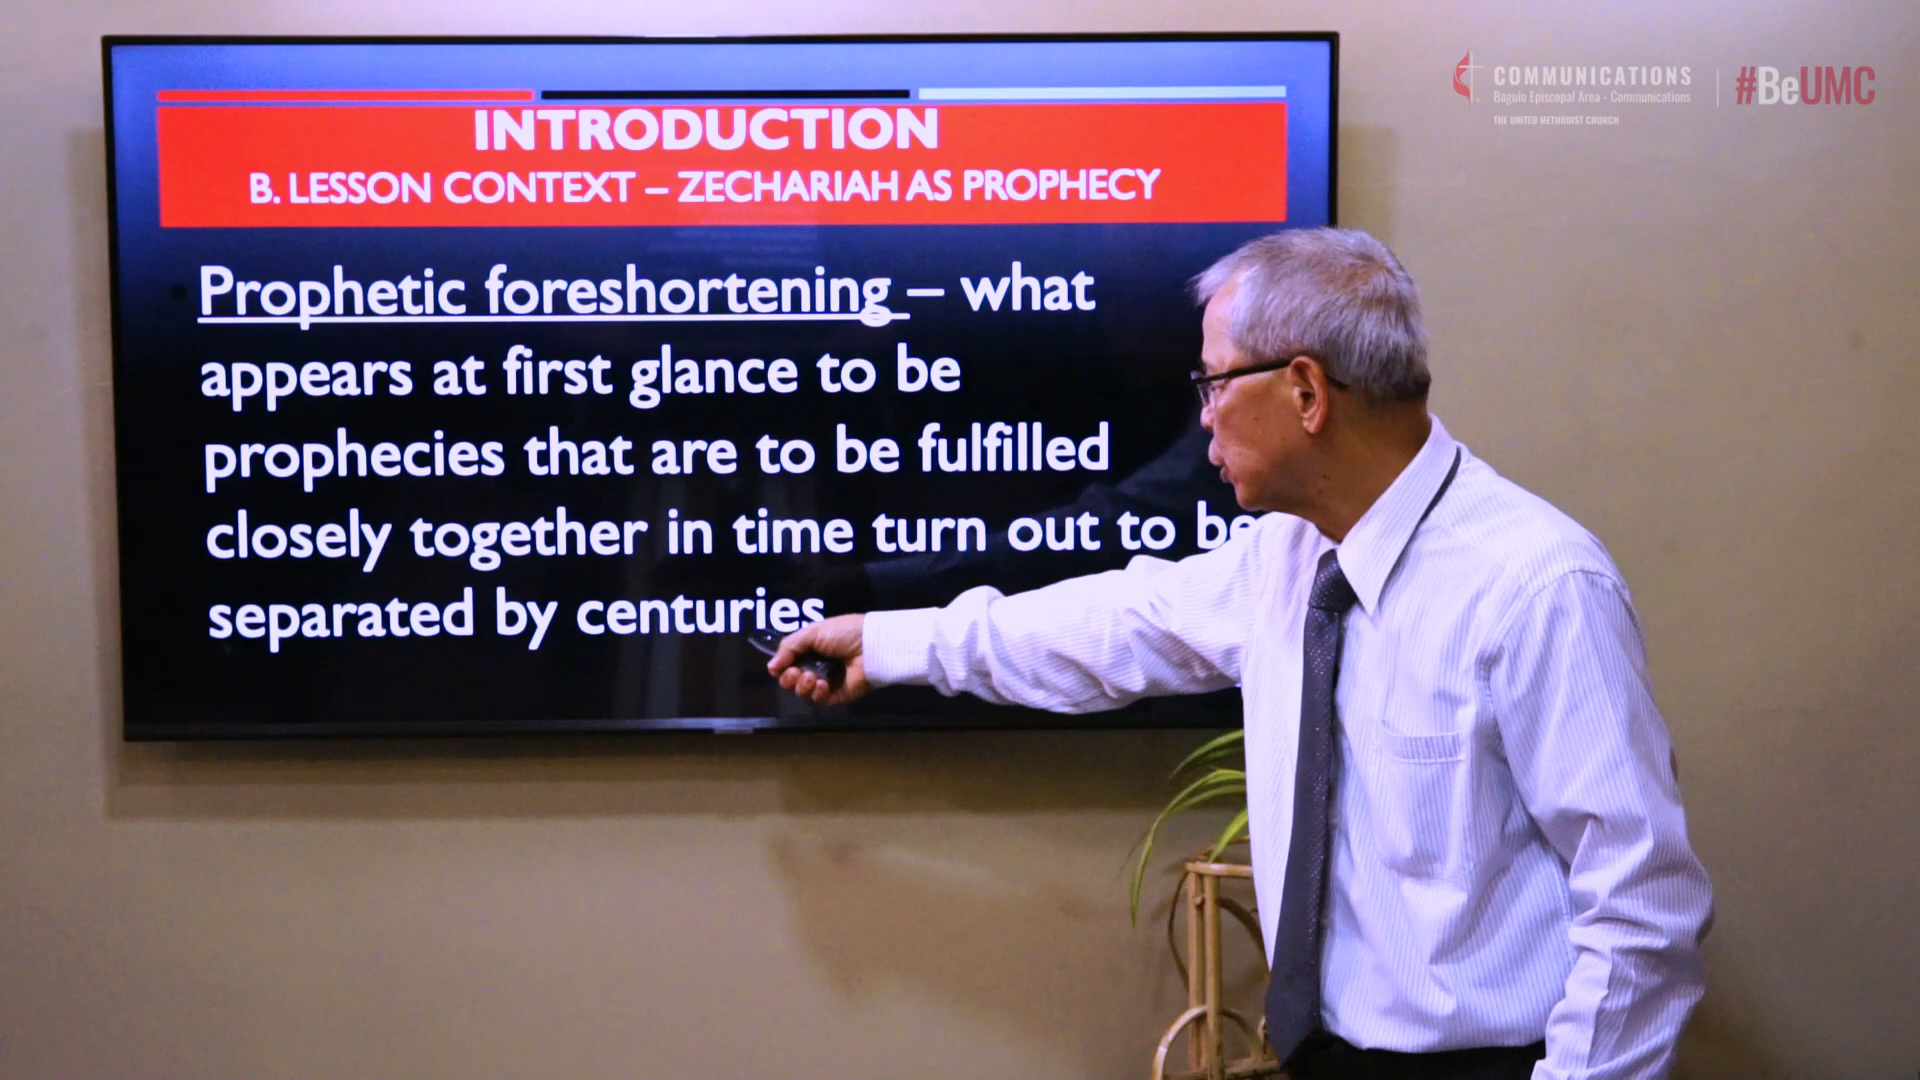 INTRODUCTION
B. LESSON CONTEXT – ZECHARIAH AS PROPHECY
Prophetic foreshortening – what
appears at first glance to be
prophecies that are to be fulfilled
closely together in time turn out to be
separated by centuries
COMMUNICATIONS
Baguio Episcopal Area - Communications
THE UNITED METHODIST CHURCH
#BeUMC